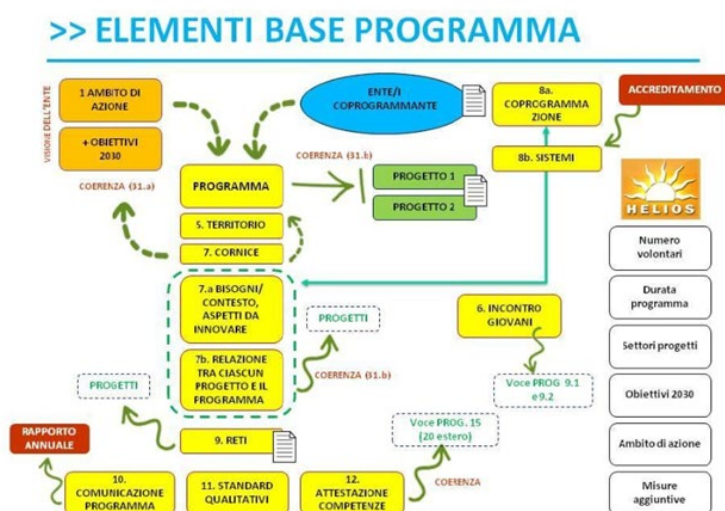 >> ELEMENTI BASE PROGRAMMA
VISIONE DELL'ENTE
1 AMBITO DI
AZIONE
+ OBIETTIVI
2030
COERENZA (31.a)
ENTE/I
COPROGRAMMANTE
8a.
COPROGRAMMA
ZIONE
ACCREDITAMENTO
8b. SISTEMI
COERENZA (31.b)
PROGRAMMA
PROGETTO 1
PROGETTO 2
HELIOS
5. TERRITORIO
7. CORNICE
7.a BISOGNI/
CONTESTO,
ASPETTI DA
INNOVARE
7b. RELAZIONE
TRA CIASCUN
PROGETTO E IL
PROGRAMMA
PROGETTI
COERENZA (31.b)
6. INCONTRO
GIOVANI
Voce PROG 9.1
e 9.2
Numero
volontari
Durata
programma
Settori progetti
Obiettivi 2030
Ambito di azione
Misure
aggiuntive
PROGETTI
9. RETI
Voce PROG. 15
(20 estero)
COERENZA
RAPPORTO
ANNUALE
10.
COMUNICAZIONE
PROGRAMMA
11. STANDARD
QUALITATIVI
12.
ATTESTAZIONE
COMPETENZE